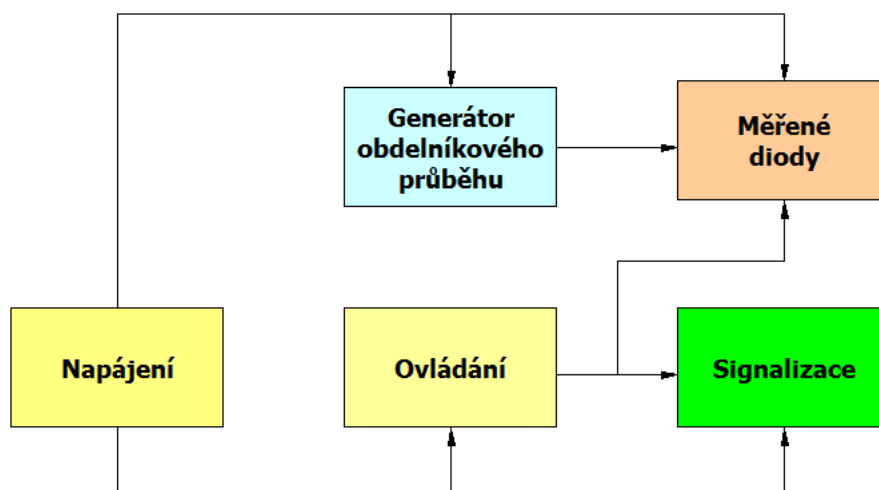 Generátor
obdelníkového
průběhu
Měřené
diody
Napájení
Ovládání
Signalizace